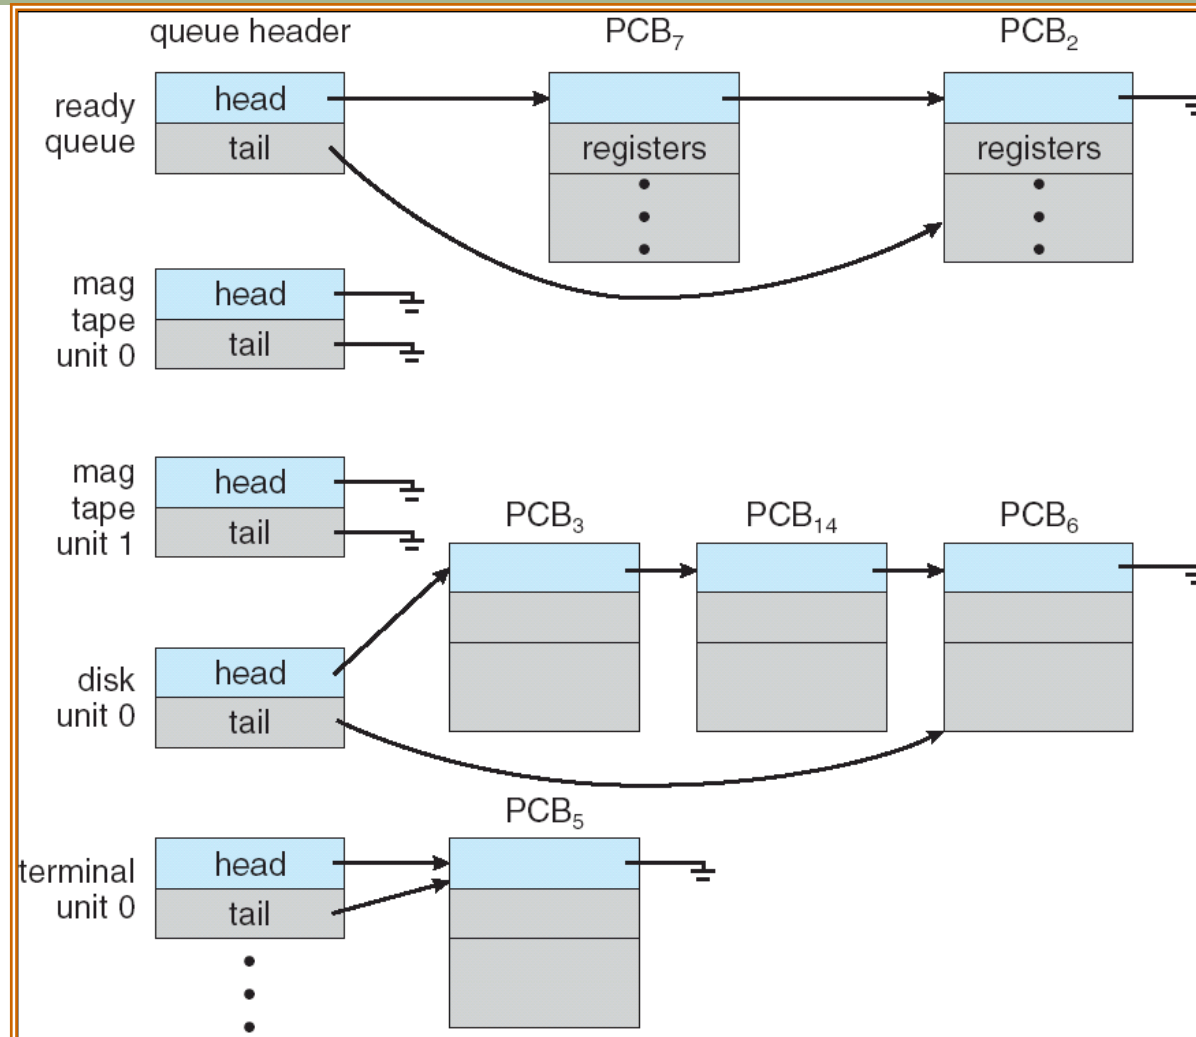 queue header
PCB₇
PCB₂
ready
queue
head
tail
registers
registers
mag
tape
unit 0
head
tail
mag
tape
unit 1
head
tail
PCB₃
PCB₁₄
PCB₆
disk
unit 0
head
tail
PCB₅
terminal
unit 0
head
tail